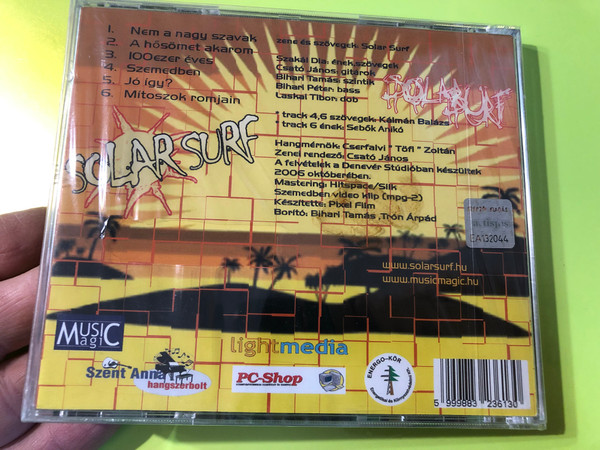 1. Nem a nagy szavak
2. A hősömet akarom
3. 100ezer éves
4. Szemedben
5. Jó így?
6. Mítoszok romjain
zene és szövegek: Solar Surf
Szakál Dia: ének,szövegek
Csató János: gitárok
Bihari Tamás: szintik
Bihari Péter: bass
Laskai Tibor: dob
* track 4,6 szövegek: Kálmán Balázs
* track 6 ének: Sebők Anikó
Hangmérnök: Cserfalvi " Töfi " Zoltán
Zenei rendező: Csató János
A felvételek a Denevér Stúdióban készültek
2006 októberében.
Mastering: Hitspace/Silk
Szemedben video klip (mpg-2)
Készítette: Pixel Film
Borító: Bihari Tamás ,Trón Árpád
SOLAR SURF
SOLAR SURF
EA132044
www.solarsurf.hu
www.musicmagic.hu
MUSIC
magic
lightmedia
Szent Anna
hangszerbolt
PC-Shop
ENERGO-KÖR
5 999883 236130